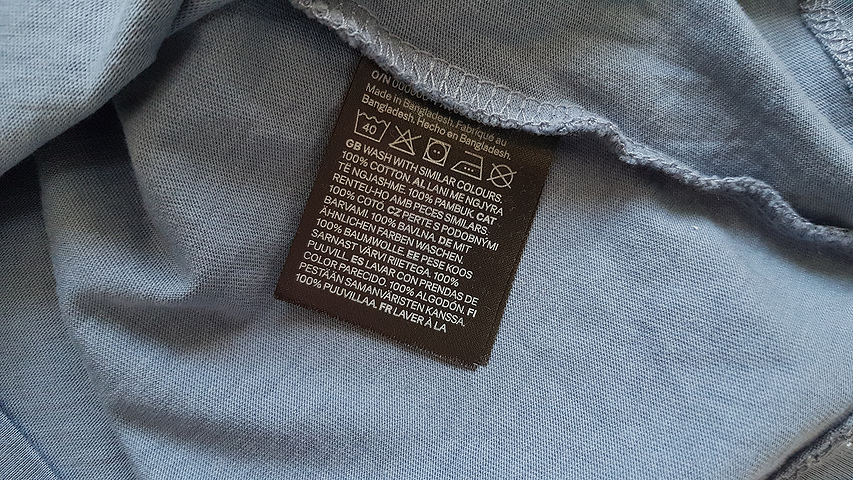 O/N
Made in Bangladesh. Fabriqué au
Bangladesh. Hecho en Bangladesh.
40
GB WASH WITH SIMILAR COLOURS.
100% COTTON. AL LANI ME NGJYRA
TË NGJASHME. 100% PAMBUK. CAT
RENTEU-HO AMB PECES SIMILARS.
100% COTÓ. CZ PERTE S PODOBNÝMI
BARVAMI. 100% BAVLNA. DE MIT
ÄHNLICHEN FARBEN WASCHEN.
100% BAUMWOLLE. EE PESE KOOS
SARNAST VÄRVI RIIETEGA. 100%
PUUVILL. ES LAVAR CON PRENDAS DE
COLOR PARECIDO. 100% ALGODÓN. FI
PESTÄÄN SAMANVÄRISTEN KANSSA.
100% PUUVILLAA. FR LAVER À LA